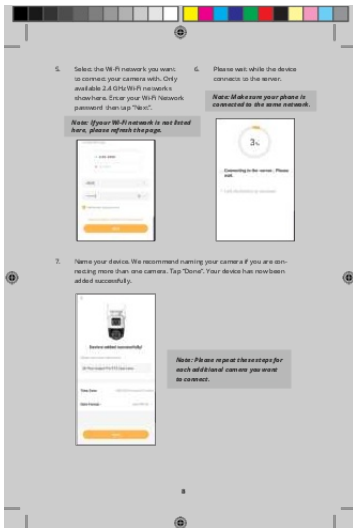 5. Select the Wi-Fi network you want
to connect your camera with. Only
available 2.4 GHz Wi-Fi networks
show here. Enter your Wi-Fi Network
password then tap "Next".
Note: If your Wi-Fi network is not listed
here, please refresh the page.
6. Please wait while the device
connects to the server.
Note: Make sure your phone is
connected to the same network.
3%
Connecting to the server, Please
wait.
7. Name your device. We recommend naming your camera if you are con-
necting more than one camera. Tap "Done". Your device has now been
added successfully.
Device added successfully!
Time Zone
Date Format
Note: Please repeat these steps for
each additional camera you want
to connect.
8